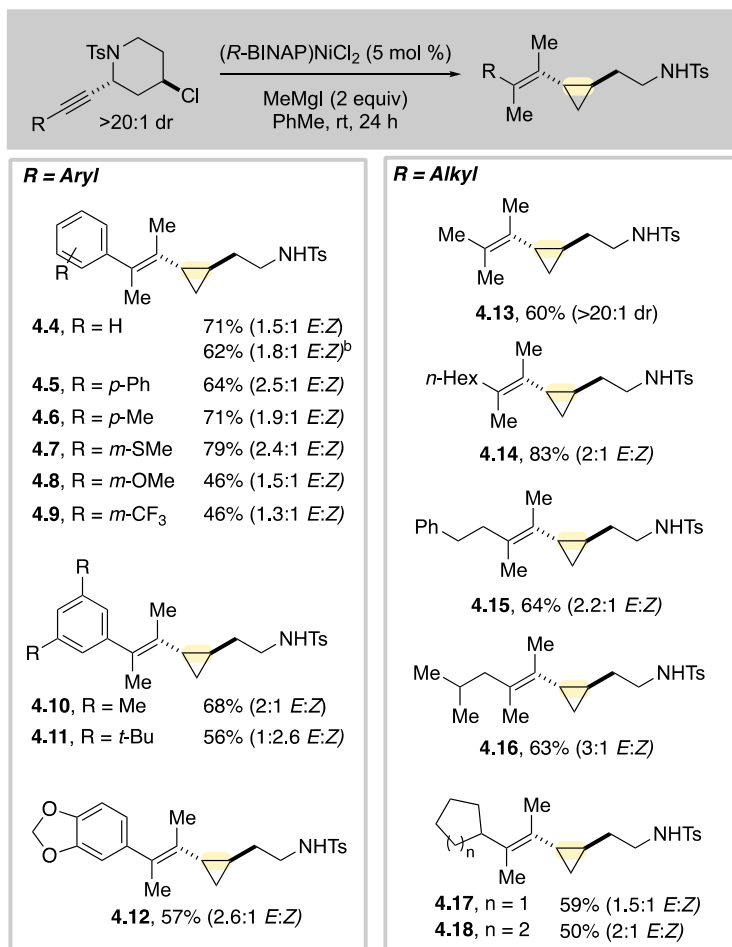 TsN
R
Cl
>20:1 dr
(R-BINAP)NiCl2 (5 mol %)
MeMgI (2 equiv)
PhMe, rt, 24 h
Me
R
Me
NHTs
R = Aryl
R
Me
Me
NHTs
4.4, R = H 71% (1.5:1 E:Z)
62% (1.8:1 E:Z)b
4.5, R = p-Ph 64% (2.5:1 E:Z)
4.6, R = p-Me 71% (1.9:1 E:Z)
4.7, R = m-SMe 79% (2.4:1 E:Z)
4.8, R = m-OMe 46% (1.5:1 E:Z)
4.9, R = m-CF3 46% (1.3:1 E:Z)
R
R
Me
Me
NHTs
4.10, R = Me 68% (2:1 E:Z)
4.11, R = t-Bu 56% (1:2.6 E:Z)
O
O
Me
Me
NHTs
4.12, 57% (2.6:1 E:Z)
R = Alkyl
Me
Me
Me
NHTs
4.13, 60% (>20:1 dr)
Me
n-Hex
Me
NHTs
4.14, 83% (2:1 E:Z)
Me
Ph
Me
NHTs
4.15, 64% (2.2:1 E:Z)
Me
Me
Me
Me
NHTs
4.16, 63% (3:1 E:Z)
Me
n
Me
NHTs
4.17, n = 1 59% (1.5:1 E:Z)
4.18, n = 2 50% (2:1 E:Z)